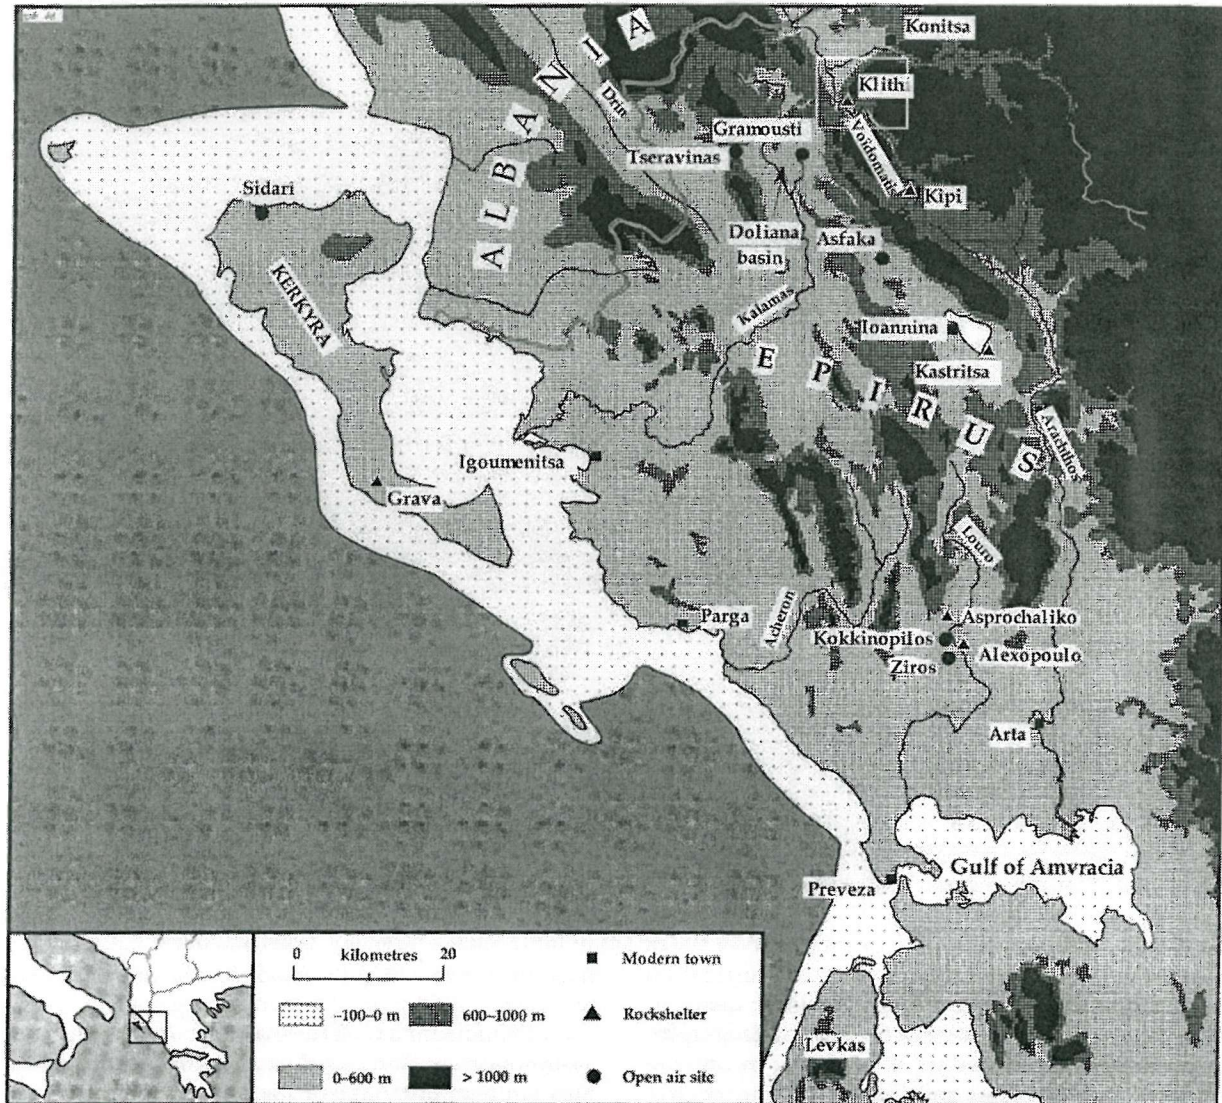 Konitsa
Klithi
ALBANIA
Drin
Gramousti
Tseravinas
Voidomatis
Kipi
Sidari
Doliana
basin
Asfaka
KERKYRA
Kalamas
Ioannina
Kastritsa
EPIRUS
Arachthos
Igoumenitsa
Grava
Louro
Parga
Acheron
Asprochaliko
Kokkinopilos
Alexopoulo
Ziros
Arta
Gulf of Amvracia
Preveza
Levkas
0 kilometres 20
Modern town
-100-0 m
600-1000 m
Rockshelter
0-600 m
> 1000 m
Open air site